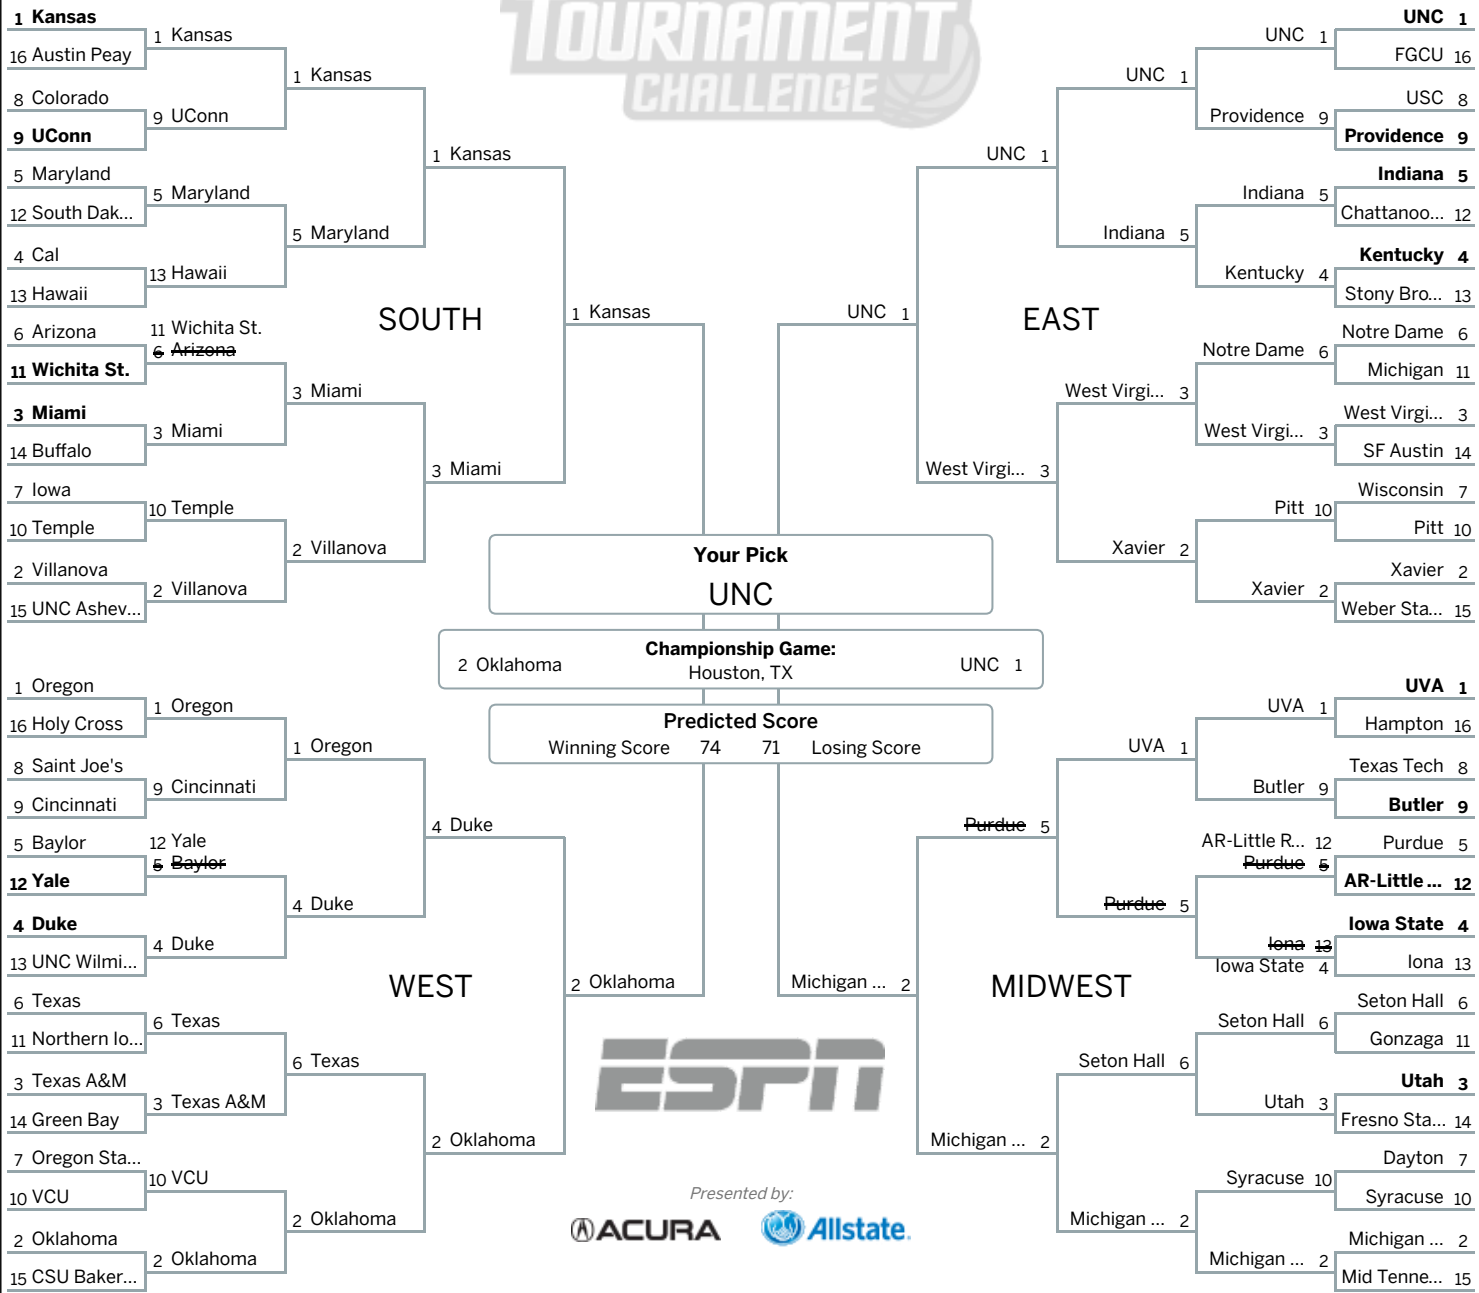 TOURNAMENT
CHALLENGE
1 Kansas
16 Austin Peay
8 Colorado
9 UConn
5 Maryland
12 South Dak...
4 Cal
13 Hawaii
6 Arizona
11 Wichita St.
3 Miami
14 Buffalo
7 Iowa
10 Temple
2 Villanova
15 UNC Ashev...
1 Kansas
9 UConn
5 Maryland
13 Hawaii
11 Wichita St.
6 Arizona
3 Miami
10 Temple
2 Villanova
1 Kansas
5 Maryland
3 Miami
2 Villanova
1 Kansas
3 Miami
1 Kansas
SOUTH
UNC 1
FGCU 16
USC 8
Providence 9
Indiana 5
Chattanoo... 12
Kentucky 4
Stony Bro... 13
Notre Dame 6
Michigan 11
West Virgi... 3
SF Austin 14
Wisconsin 7
Pitt 10
Xavier 2
Weber Sta... 15
UNC 1
Providence 9
Indiana 5
Kentucky 4
Notre Dame 6
West Virgi... 3
Pitt 10
Xavier 2
UNC 1
Indiana 5
West Virgi... 3
Xavier 2
UNC 1
West Virgi... 3
UNC 1
EAST
Your Pick
UNC
Championship Game:
2 Oklahoma
Houston, TX
UNC 1
Predicted Score
Winning Score 74 71 Losing Score
1 Oregon
16 Holy Cross
8 Saint Joe's
9 Cincinnati
5 Baylor
12 Yale
4 Duke
13 UNC Wilmi...
6 Texas
11 Northern Io...
3 Texas A&M
14 Green Bay
7 Oregon Sta...
10 VCU
2 Oklahoma
15 CSU Baker...
1 Oregon
9 Cincinnati
12 Yale
5 Baylor
4 Duke
6 Texas
3 Texas A&M
10 VCU
2 Oklahoma
1 Oregon
4 Duke
6 Texas
2 Oklahoma
4 Duke
2 Oklahoma
2 Oklahoma
WEST
UVA 1
Hampton 16
Texas Tech 8
Butler 9
Purdue 5
AR-Little ... 12
Iowa State 4
Iona 13
Seton Hall 6
Gonzaga 11
Utah 3
Fresno Sta... 14
Dayton 7
Syracuse 10
Michigan ... 2
Mid Tenne... 15
UVA 1
Butler 9
AR-Little R... 12
Purdue 5
Iona 13
Iowa State 4
Seton Hall 6
Utah 3
Syracuse 10
Michigan ... 2
UVA 1
Purdue 5
Seton Hall 6
Michigan ... 2
Purdue 5
Michigan ... 2
Michigan ... 2
MIDWEST
ESPN
Presented by:
ACURA
Allstate.